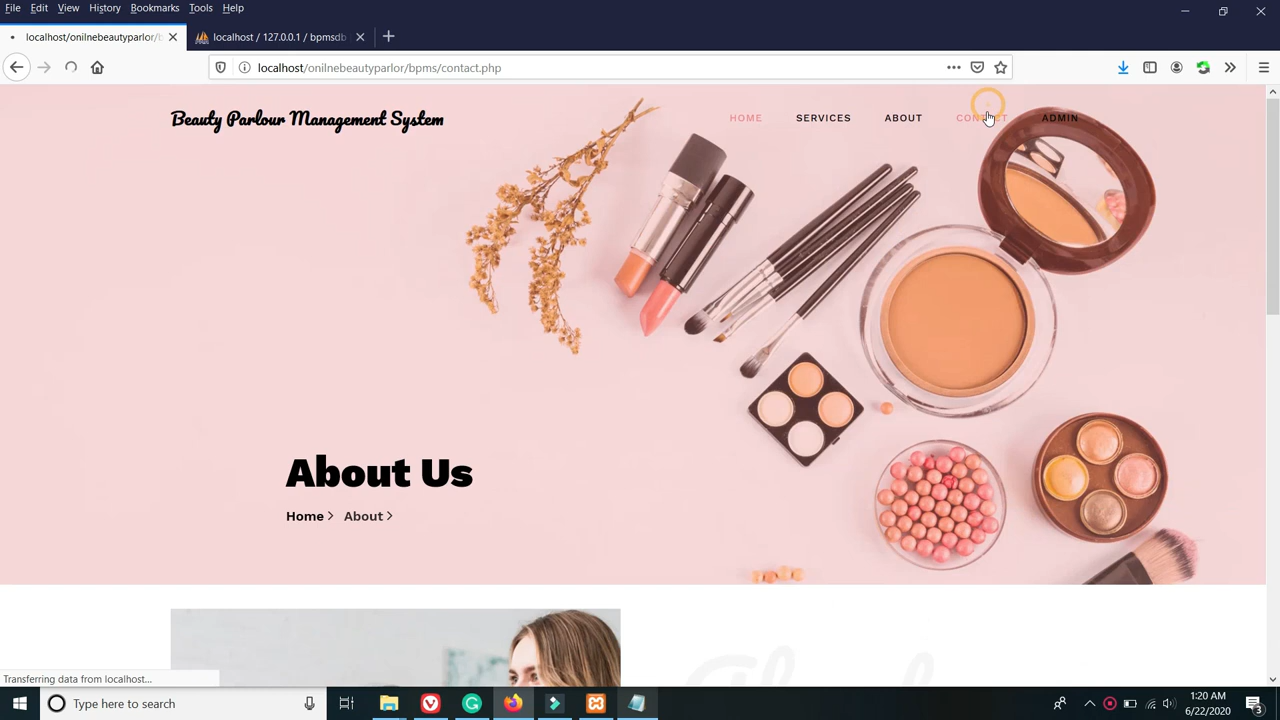 File Edit View History Bookmarks Tools Help
localhost/onilnebeautyparlor/b
localhost / 127.0.0.1 / bpmsdb
localhost/onilnebeautyparlor/bpms/contact.php
Beauty Parlour Management System
HOME SERVICES ABOUT CONTACT ADMIN
About Us
Home > About >
Transferring data from localhost...
Type here to search
1:20 AM
6/22/2020
3